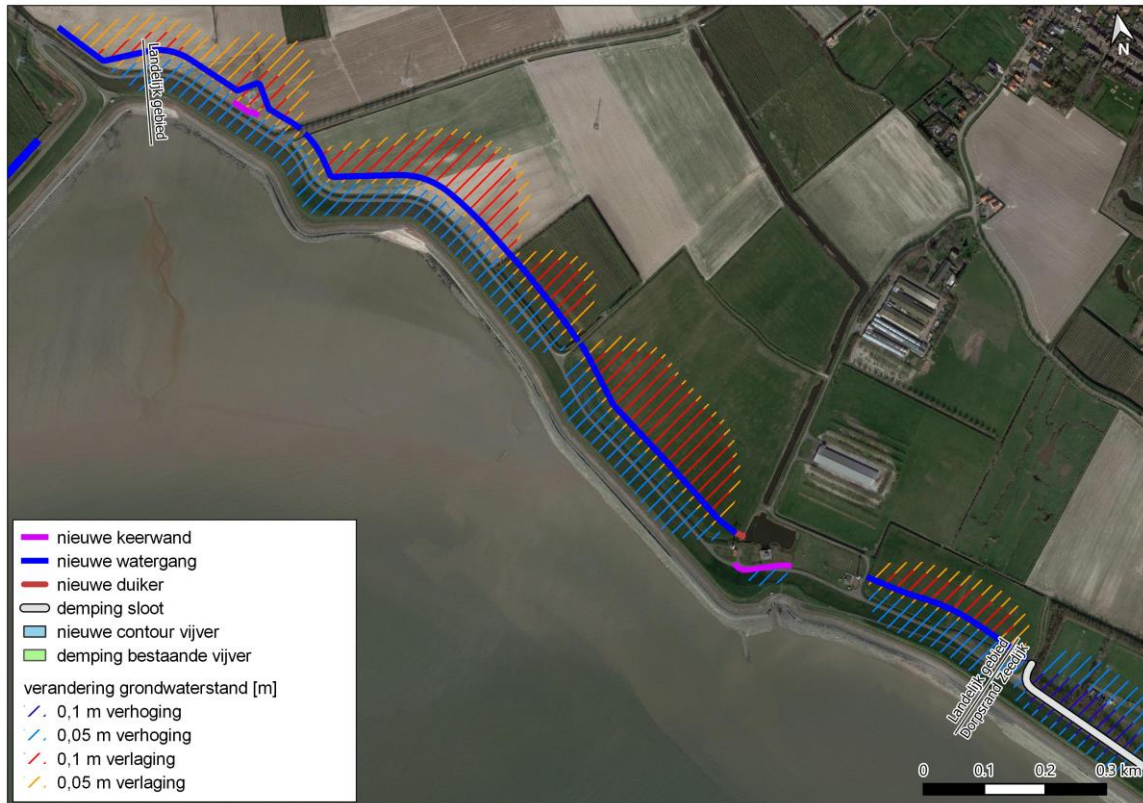 Landelijk gebied
N
nieuwe keerwand
nieuwe watergang
nieuwe duiker
demping sloot
nieuwe contour vijver
demping bestaande vijver
verandering grondwaterstand [m]
0,1 m verhoging
0,05 m verhoging
0,1 m verlaging
0,05 m verlaging
Landelijk gebied
Dorpsrand Zeedijk
0 0.1 0.2 0.3 km